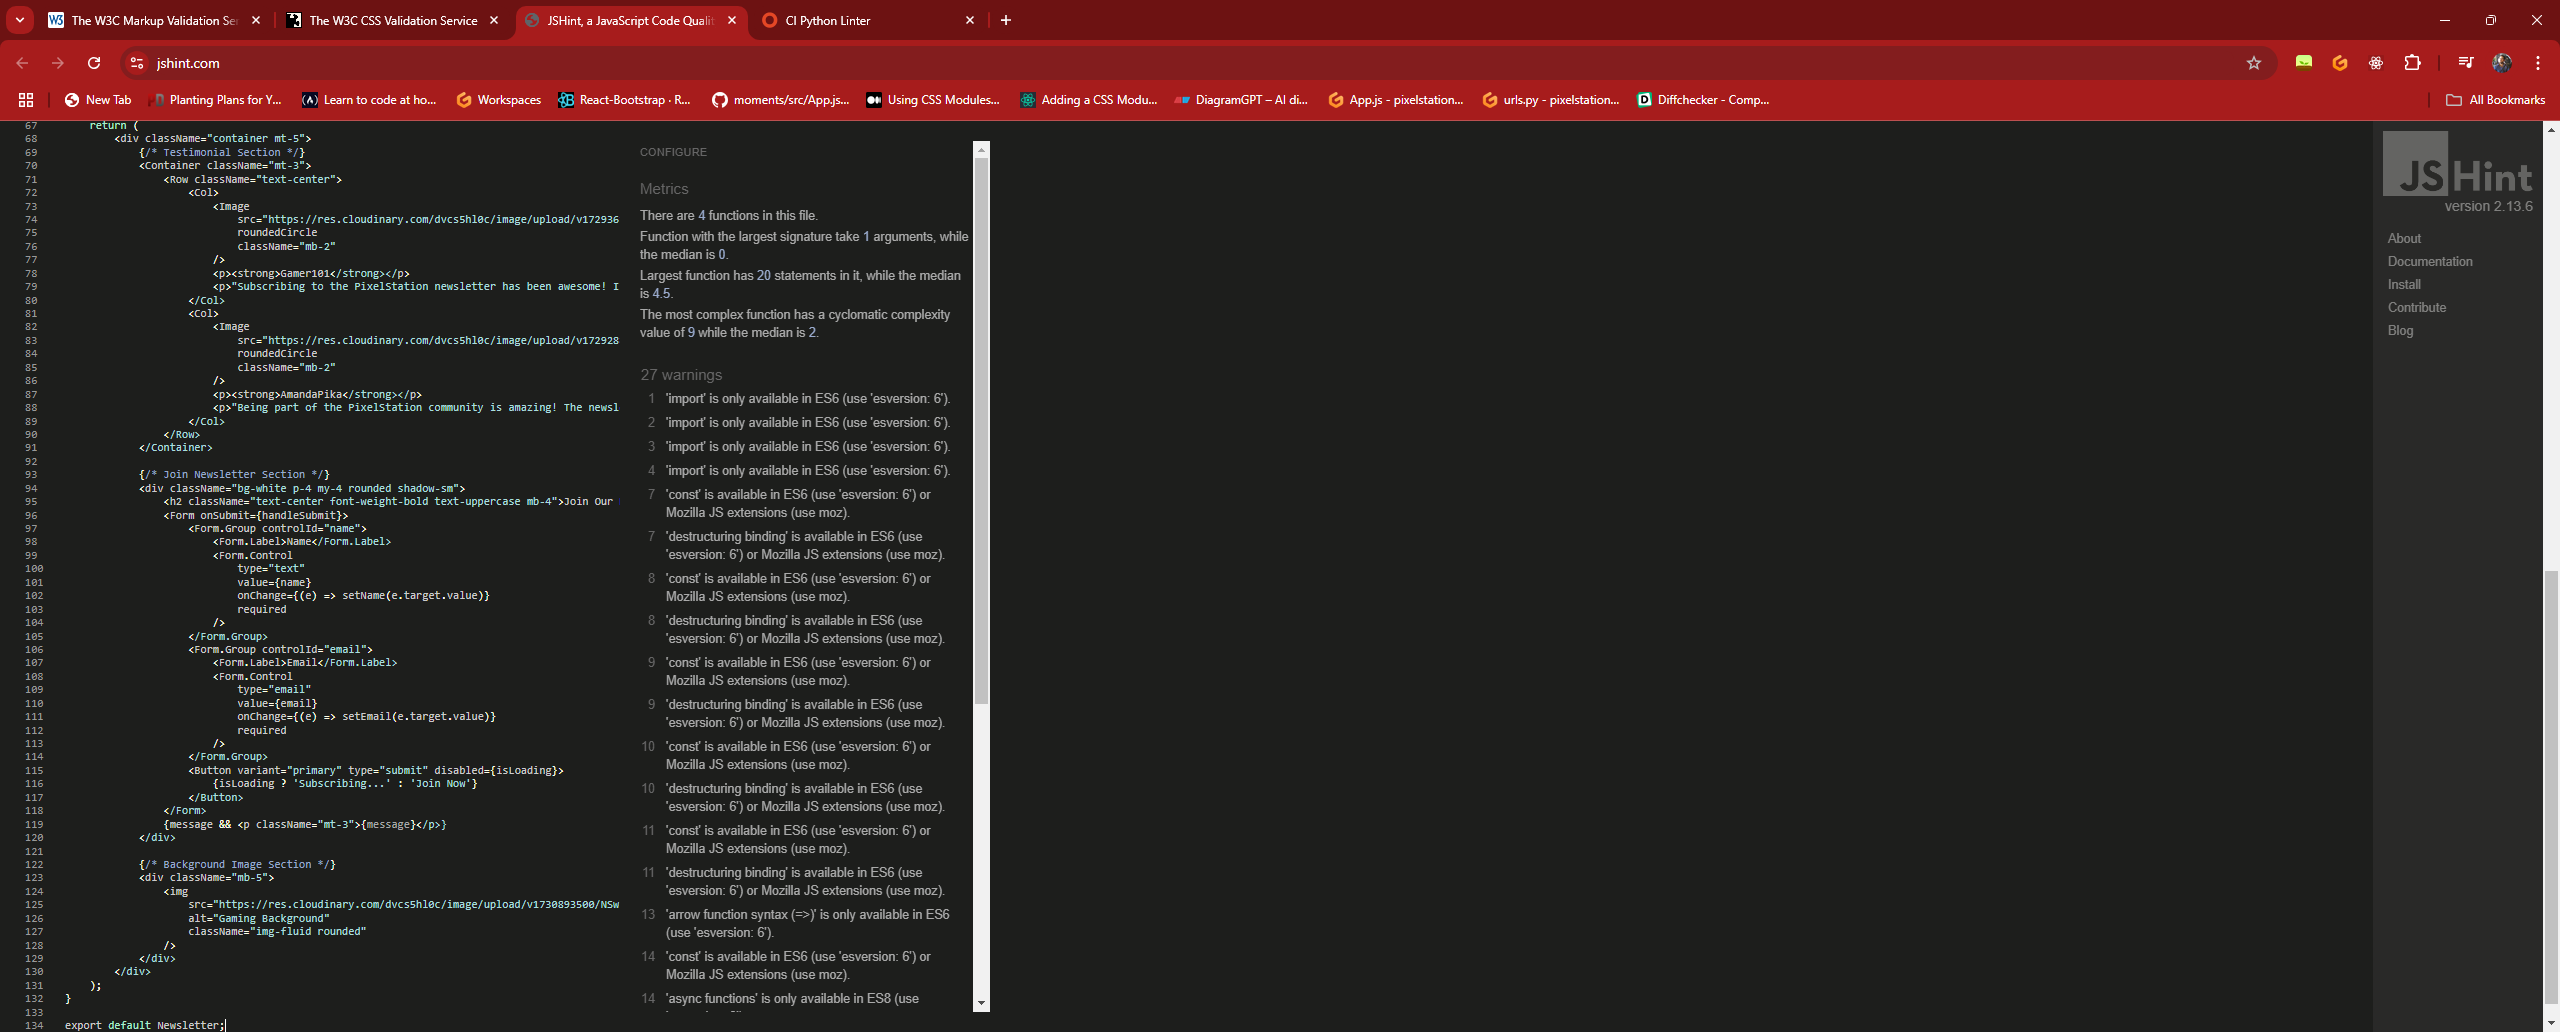 The W3C Markup Validation Se
The W3C CSS Validation Service
JSHint, a JavaScript Code Qualit
CI Python Linter
jshint.com
New Tab
Planting Plans for Y...
Learn to code at ho...
Workspaces
React-Bootstrap · R...
moments/src/App.js...
Using CSS Modules...
Adding a CSS Modu...
DiagramGPT – AI di...
App.js - pixelstation...
urls.py - pixelstation...
Diffchecker - Comp...
All Bookmarks
67 return (
68 <div className="container mt-5">
69 {/* Testimonial Section */}
70 <Container className="mt-3">
71 <Row className="text-center">
72 <Col>
73 <Image
74 src="https://res.cloudinary.com/dvcs5hl0c/image/upload/v172936
75 roundedCircle
76 className="mb-2"
77 />
78 <p><strong>Gamer101</strong></p>
79 <p>"Subscribing to the PixelStation newsletter has been awesome! I
80 </Col>
81 <Col>
82 <Image
83 src="https://res.cloudinary.com/dvcs5hl0c/image/upload/v172928
84 roundedCircle
85 className="mb-2"
86 />
87 <p><strong>AmandaPika</strong></p>
88 <p>"Being part of the PixelStation community is amazing! The newsl
89 </Col>
90 </Row>
91 </Container>
92
93 {/* Join Newsletter Section */}
94 <div className="bg-white p-4 my-4 rounded shadow-sm">
95 <h2 className="text-center font-weight-bold text-uppercase mb-4">Join Our
96 <Form onSubmit={handleSubmit}>
97 <Form.Group controlId="name">
98 <Form.Label>Name</Form.Label>
99 <Form.Control
100 type="text"
101 value={name}
102 onChange={(e) => setName(e.target.value)}
103 required
104 />
105 </Form.Group>
106 <Form.Group controlId="email">
107 <Form.Label>Email</Form.Label>
108 <Form.Control
109 type="email"
110 value={email}
111 onChange={(e) => setEmail(e.target.value)}
112 required
113 />
114 </Form.Group>
115 <Button variant="primary" type="submit" disabled={isLoading}>
116 {isLoading ? 'Subscribing...' : 'Join Now'}
117 </Button>
118 </Form>
119 {message && <p className="mt-3">{message}</p>}
120 </div>
121
122 {/* Background Image Section */}
123 <div className="mb-5">
124 <img
125 src="https://res.cloudinary.com/dvcs5hl0c/image/upload/v1730893500/NSw
126 alt="Gaming Background"
127 className="img-fluid rounded"
128 />
129 </div>
130 </div>
131 );
132 }
133
134 export default Newsletter;
CONFIGURE
Metrics
There are 4 functions in this file.
Function with the largest signature take 1 arguments, while
the median is 0.
Largest function has 20 statements in it, while the median
is 4.5.
The most complex function has a cyclomatic complexity
value of 9 while the median is 2.
27 warnings
1 'import' is only available in ES6 (use 'esversion: 6').
2 'import' is only available in ES6 (use 'esversion: 6').
3 'import' is only available in ES6 (use 'esversion: 6').
4 'import' is only available in ES6 (use 'esversion: 6').
7 'const' is available in ES6 (use 'esversion: 6') or
Mozilla JS extensions (use moz).
7 'destructuring binding' is available in ES6 (use
'esversion: 6') or Mozilla JS extensions (use moz).
8 'const' is available in ES6 (use 'esversion: 6') or
Mozilla JS extensions (use moz).
8 'destructuring binding' is available in ES6 (use
'esversion: 6') or Mozilla JS extensions (use moz).
9 'const' is available in ES6 (use 'esversion: 6') or
Mozilla JS extensions (use moz).
9 'destructuring binding' is available in ES6 (use
'esversion: 6') or Mozilla JS extensions (use moz).
10 'const' is available in ES6 (use 'esversion: 6') or
Mozilla JS extensions (use moz).
10 'destructuring binding' is available in ES6 (use
'esversion: 6') or Mozilla JS extensions (use moz).
11 'const' is available in ES6 (use 'esversion: 6') or
Mozilla JS extensions (use moz).
11 'destructuring binding' is available in ES6 (use
'esversion: 6') or Mozilla JS extensions (use moz).
13 'arrow function syntax (=>)' is only available in ES6
(use 'esversion: 6').
14 'const' is available in ES6 (use 'esversion: 6') or
Mozilla JS extensions (use moz).
14 'async functions' is only available in ES8 (use
JSHint
version 2.13.6
About
Documentation
Install
Contribute
Blog